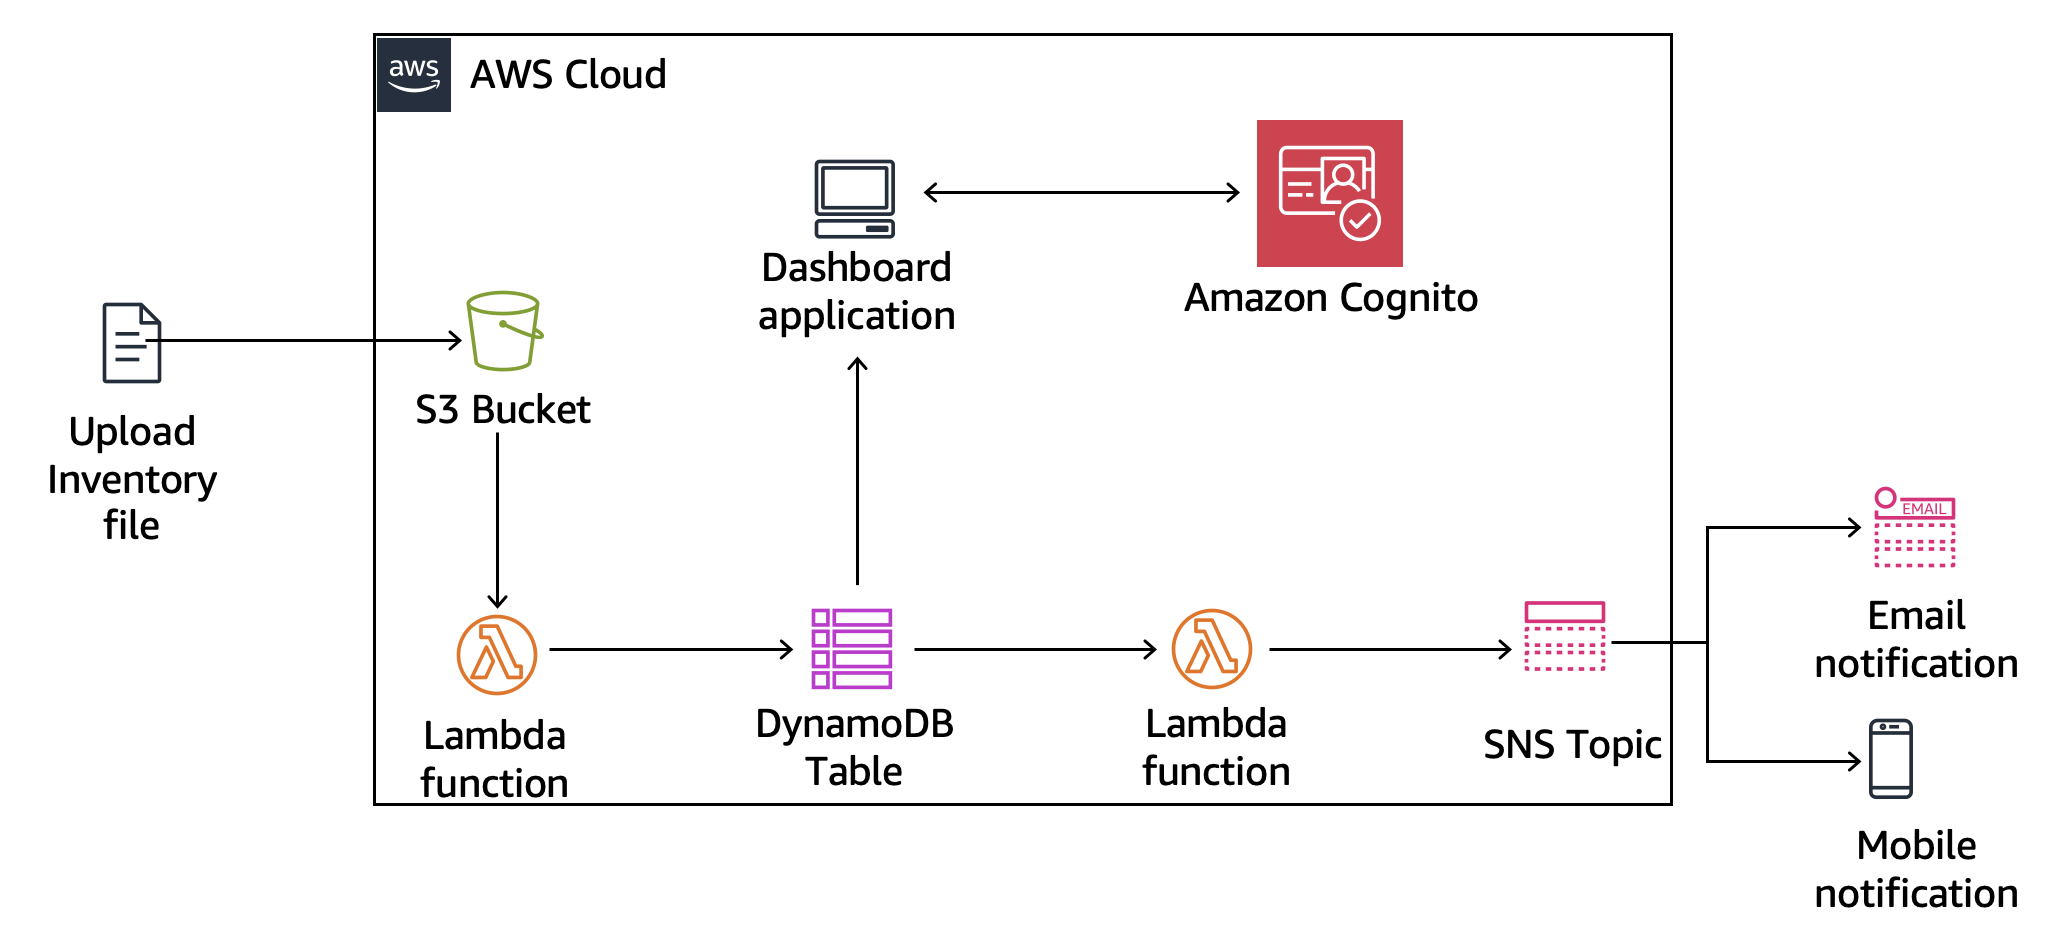 aws
AWS Cloud
Dashboard
application
Amazon Cognito
S3 Bucket
Upload
Inventory
file
EMAIL
Email
notification
Lambda
function
DynamoDB
Table
Lambda
function
SNS Topic
Mobile
notification